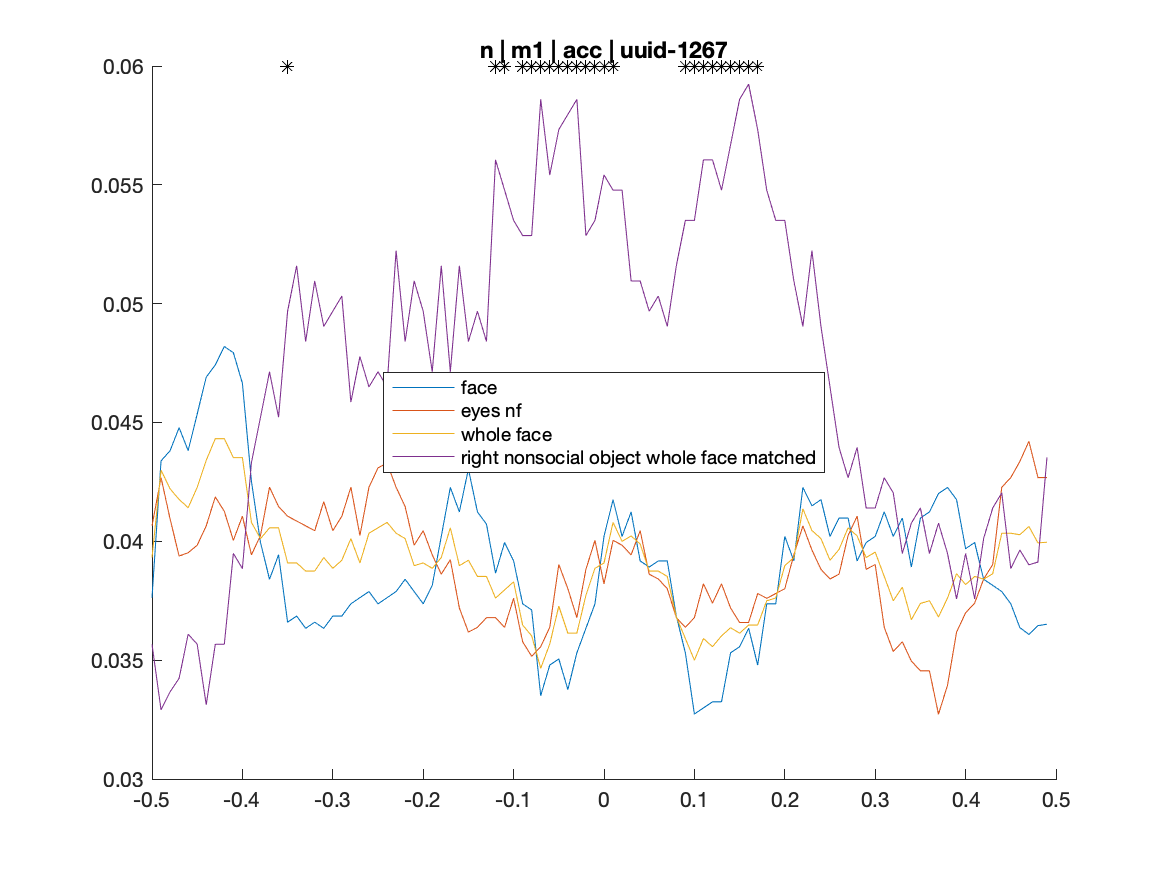 n | m1 | acc | uuid-1267
0.06
0.055
0.05
0.045
0.04
0.035
0.03
face
eyes nf
whole face
right nonsocial object whole face matched
-0.5 -0.4 -0.3 -0.2 -0.1 0 0.1 0.2 0.3 0.4 0.5